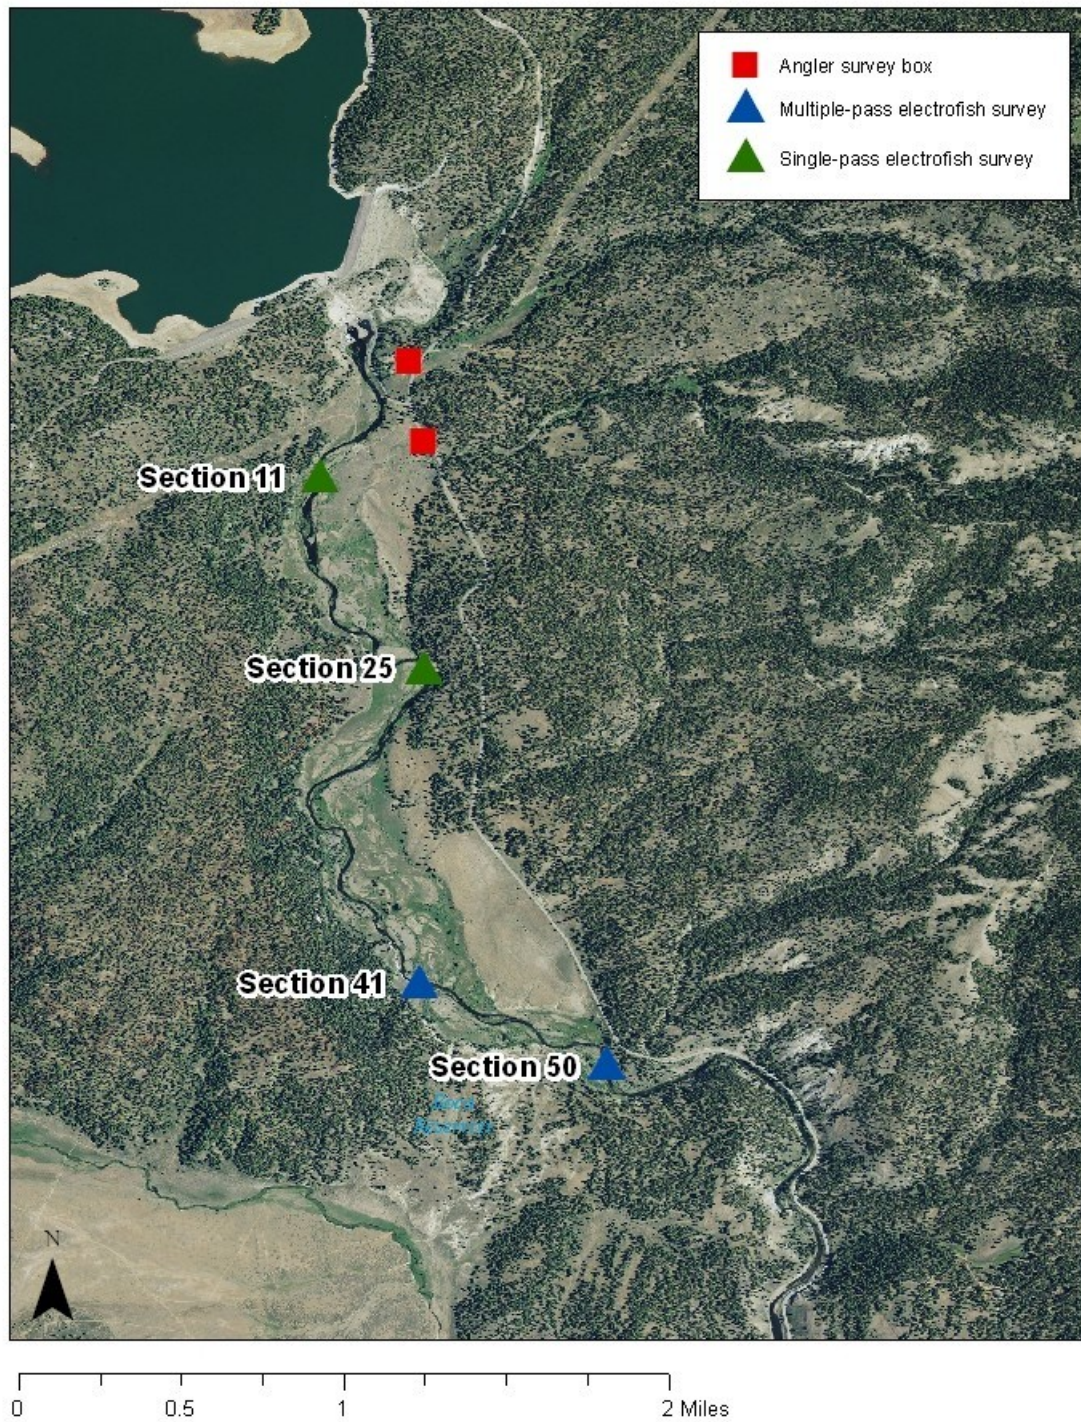 Angler survey box
Multiple-pass electrofish survey
Single-pass electrofish survey
Section 11
Section 25
Section 41
Section 50
N
0 0.5 1 2 Miles